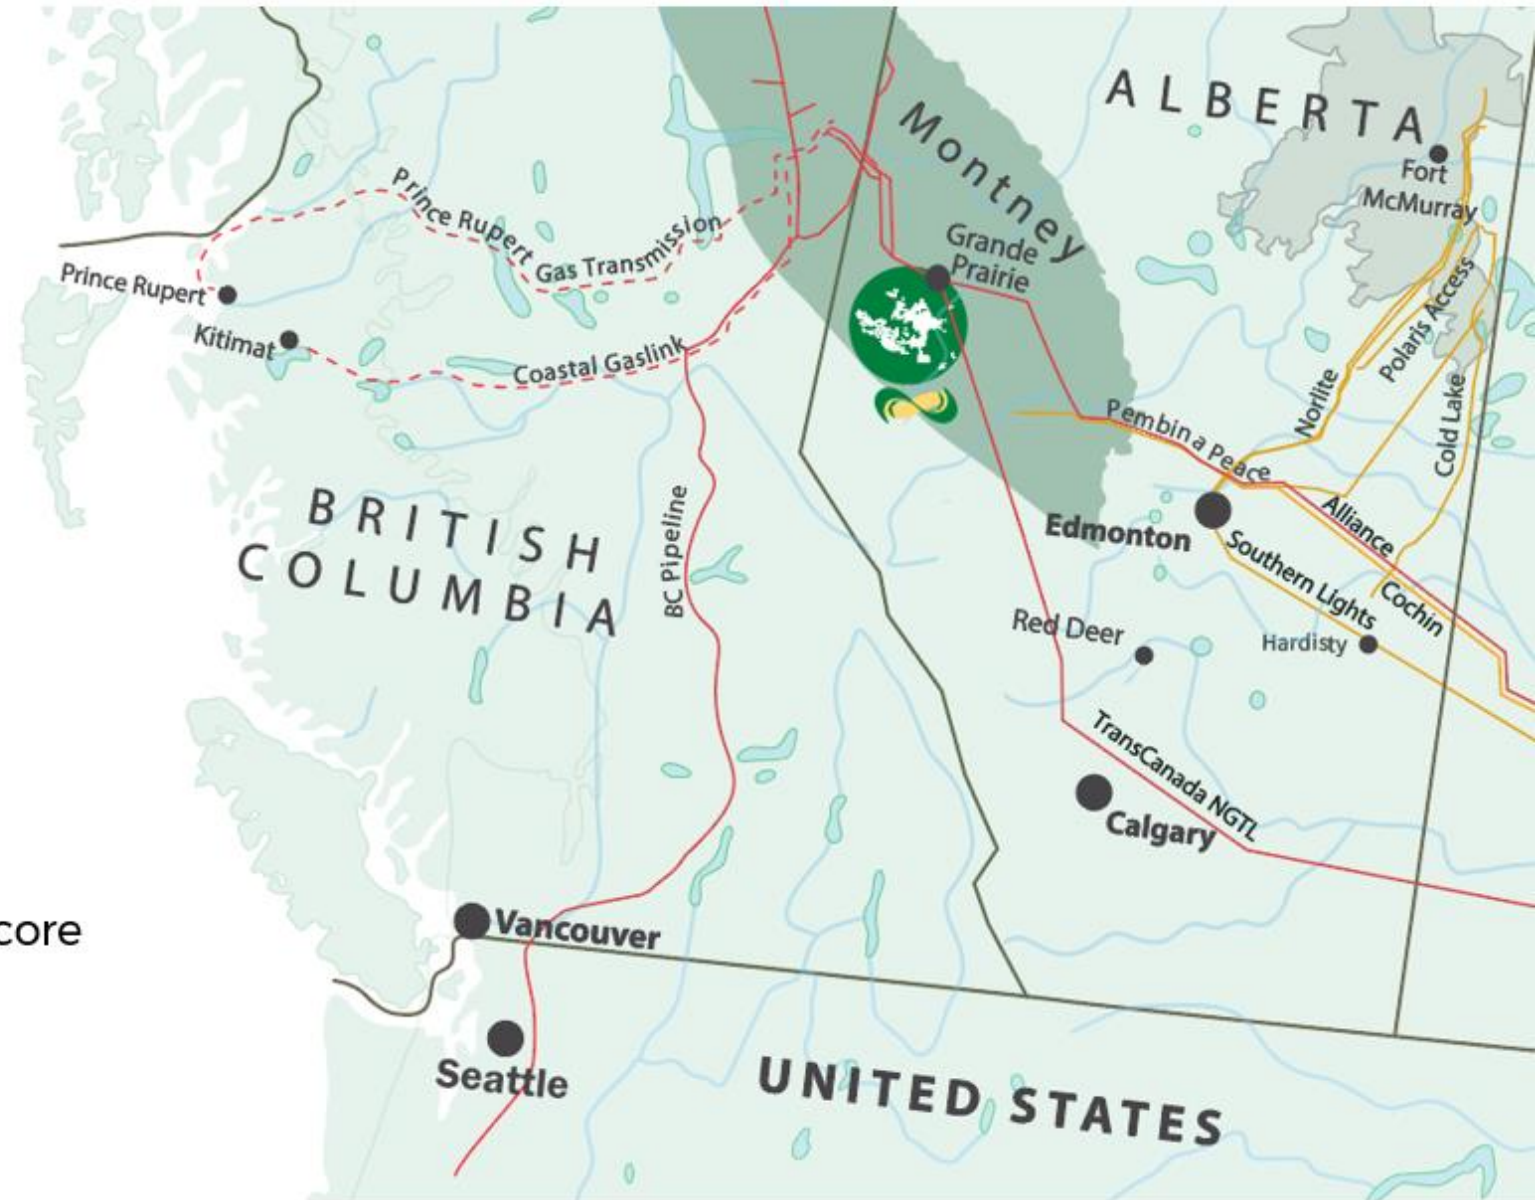 ALBERTA
Fort
McMurray
Montney
Grande
Prairie
Prince Rupert
Gas Transmission
Prince Rupert
Kitimat
Coastal Gaslink
Polaris Access
Norlite
Cold Lake
Pembina Peace
BRITISH
COLUMBIA
BC Pipeline
Edmonton
Alliance
Southern Lights
Cochin
Red Deer
Hardisty
TransCanada NGTL
Calgary
core
Vancouver
Seattle
UNITED STATES